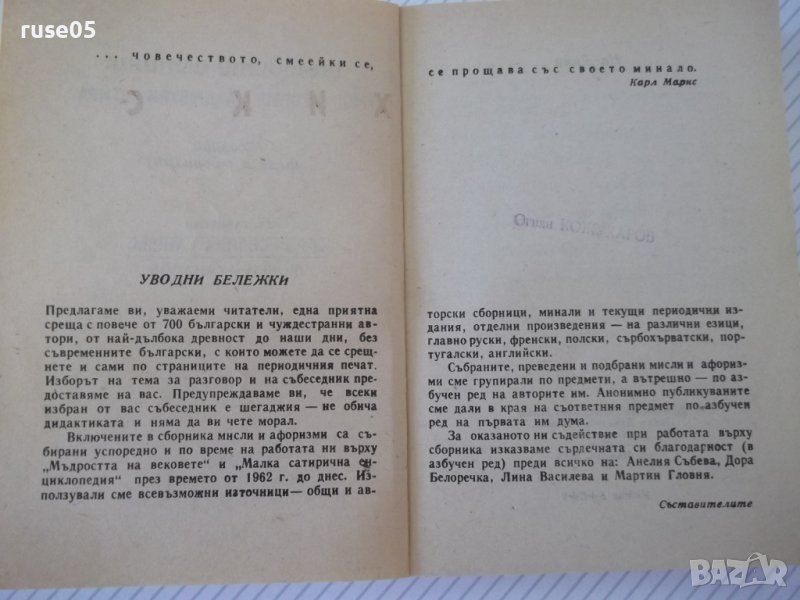 ruse05
... човечеството, смеейки се,
УВОДНИ БЕЛЕЖКИ
Предлагаме ви, уважаеми читатели, една приятна
среща с повече от 700 български и чуждестранни ав-
тори, от най-дълбока древност до наши дни, без
съвременните български, с които можете да се срещ-
нете и сами по страниците на периодичния печат.
Изборът на тема за разговор и на събеседник пре-
доставяме на вас. Предупреждаваме ви, че всеки
избран от вас събеседник е шегаджия — не обича
дидактиката и няма да ви чете морал.
Включените в сборника мисли и афоризми са съ-
бирани успоредно и по време на работата ни върху
„Мъдростта на вековете" и „Малка сатирична ен-
циклопедия" през времето от 1962 г. до днес. Из-
ползували сме всевъзможни източници — общи и ав-
се прощава със своето минало.
Карл Маркс
торски сборници, минали и текущи периодични из-
дания, отделни произведения — на различни езици,
главно руски, френски, полски, сърбохърватски, пор-
тугалски, английски.
Събраните, преведени и подбрани мисли и афориз-
ми сме групирали по предмети, а вътрешно — по аз-
бучен ред на авторите им. Анонимно публикуваните
сме дали в края на съответния предмет по азбучен
ред на първата им дума.
За оказаното ни съдействие при работата върху
сборника изказваме сърдечната си благодарност (в
азбучен ред) преди всичко на: Анелия Събева, Дора
Белоречка, Лина Василева и Мартин Гловня.
Съставителите
BAZAR